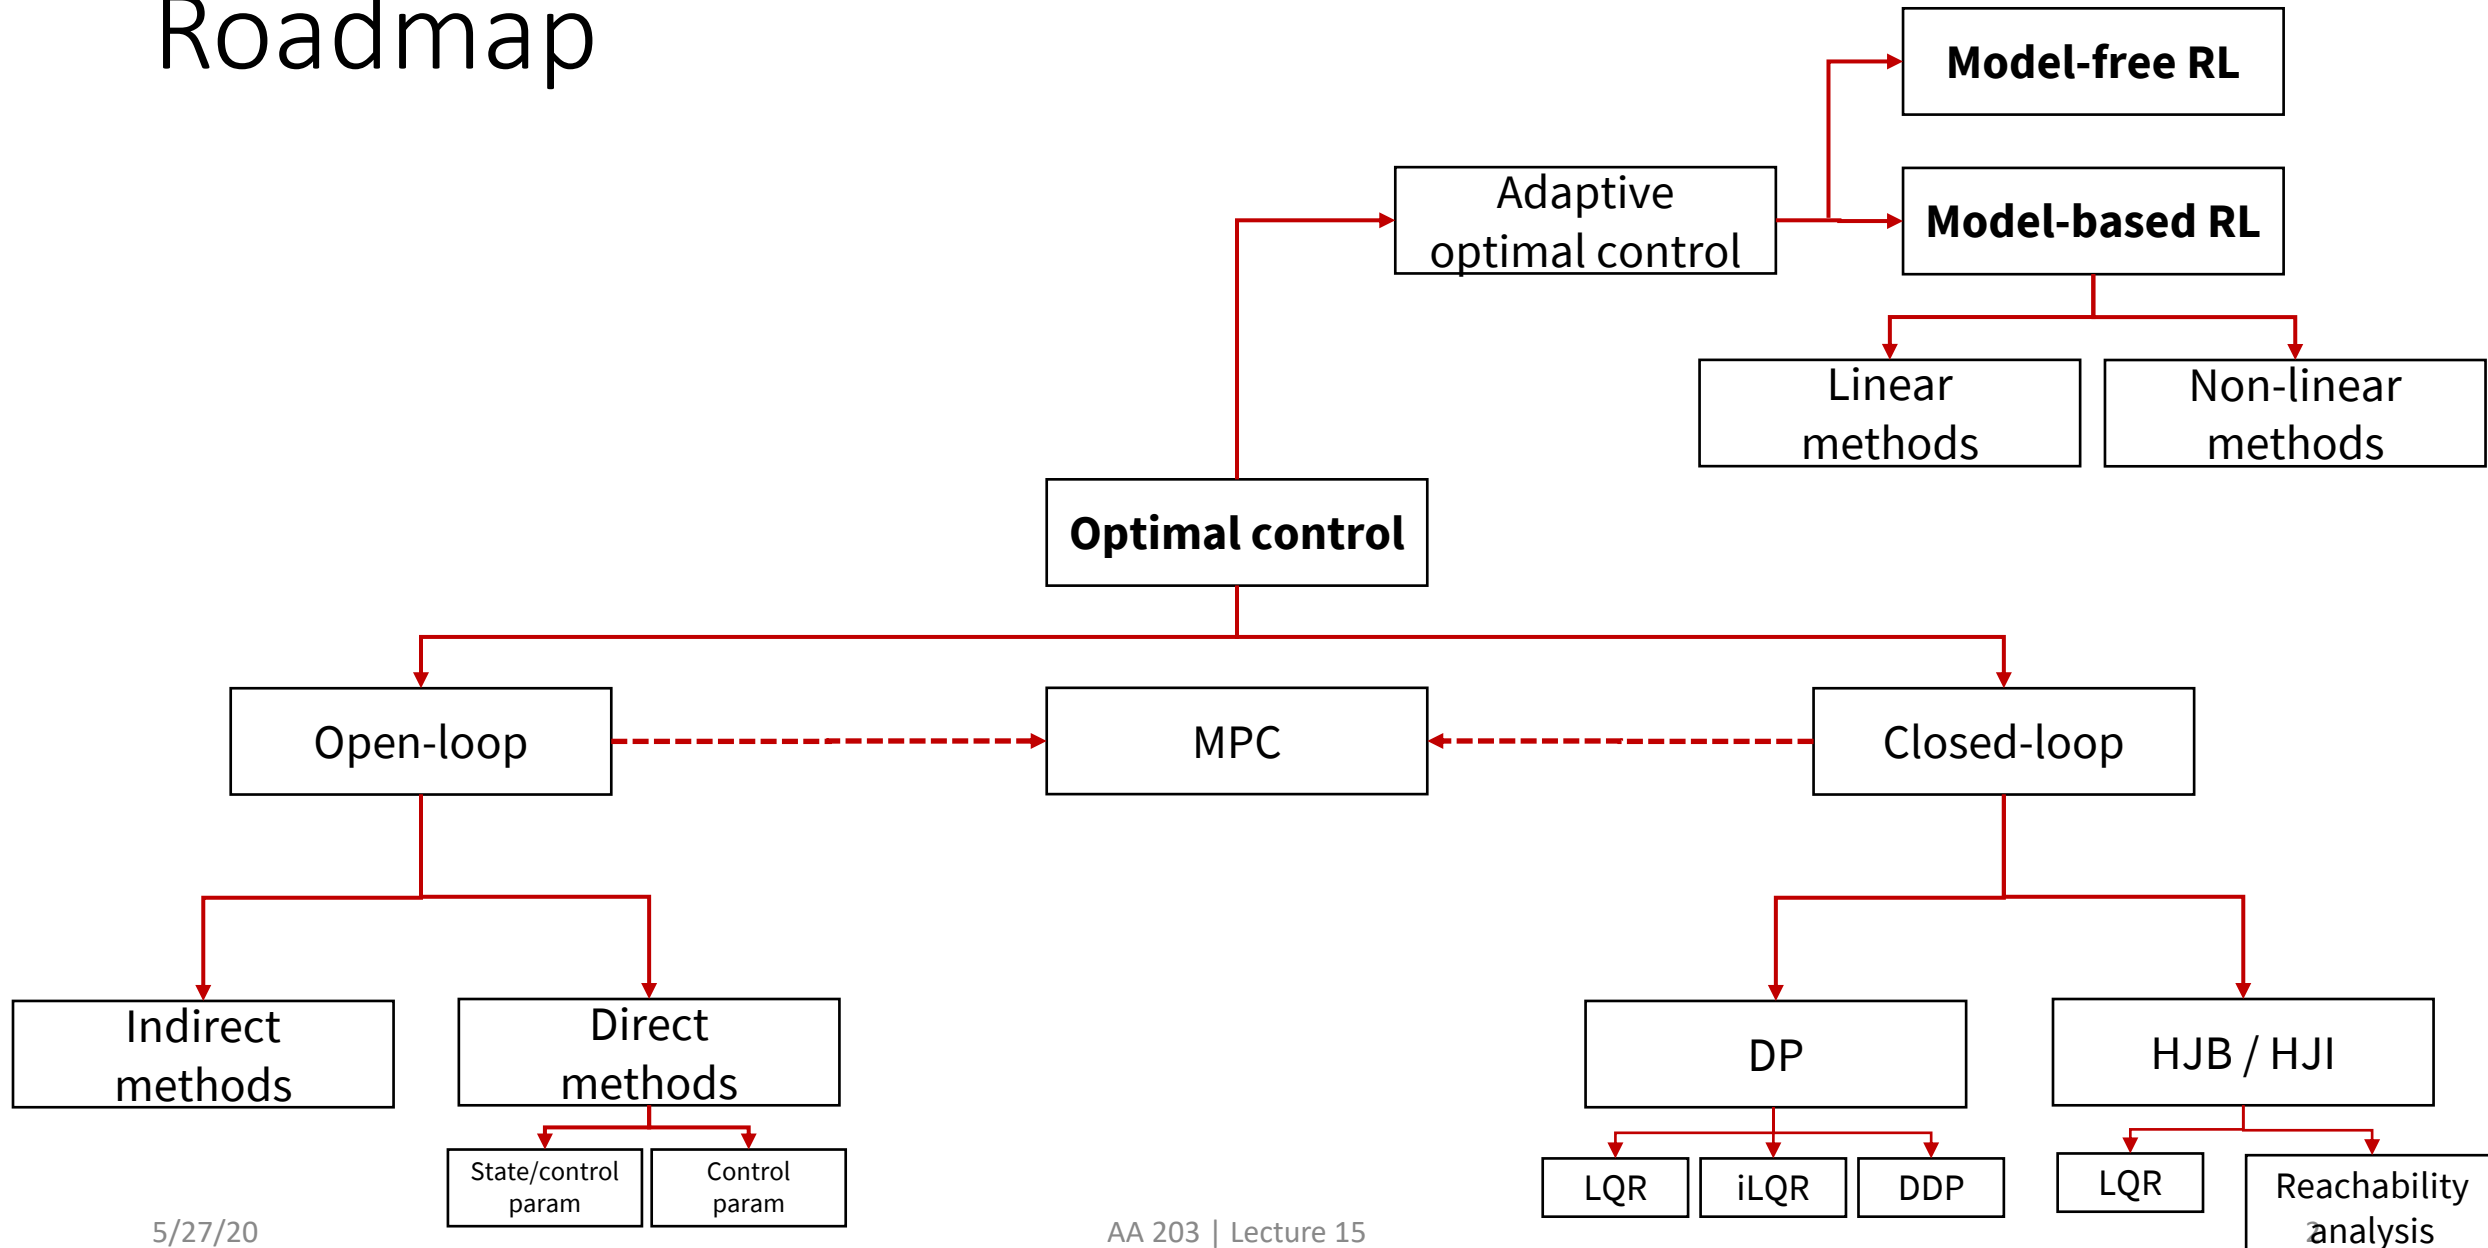 Roadmap
Model-free RL
Adaptive
optimal control
Model-based RL
Linear
methods
Non-linear
methods
Optimal control
Open-loop
MPC
Closed-loop
Indirect
methods
Direct
methods
DP
HJB / HJI
State/control
param
Control
param
LQR
iLQR
DDP
LQR
Reachability
analysis
5/27/20
AA 203 | Lecture 15
2